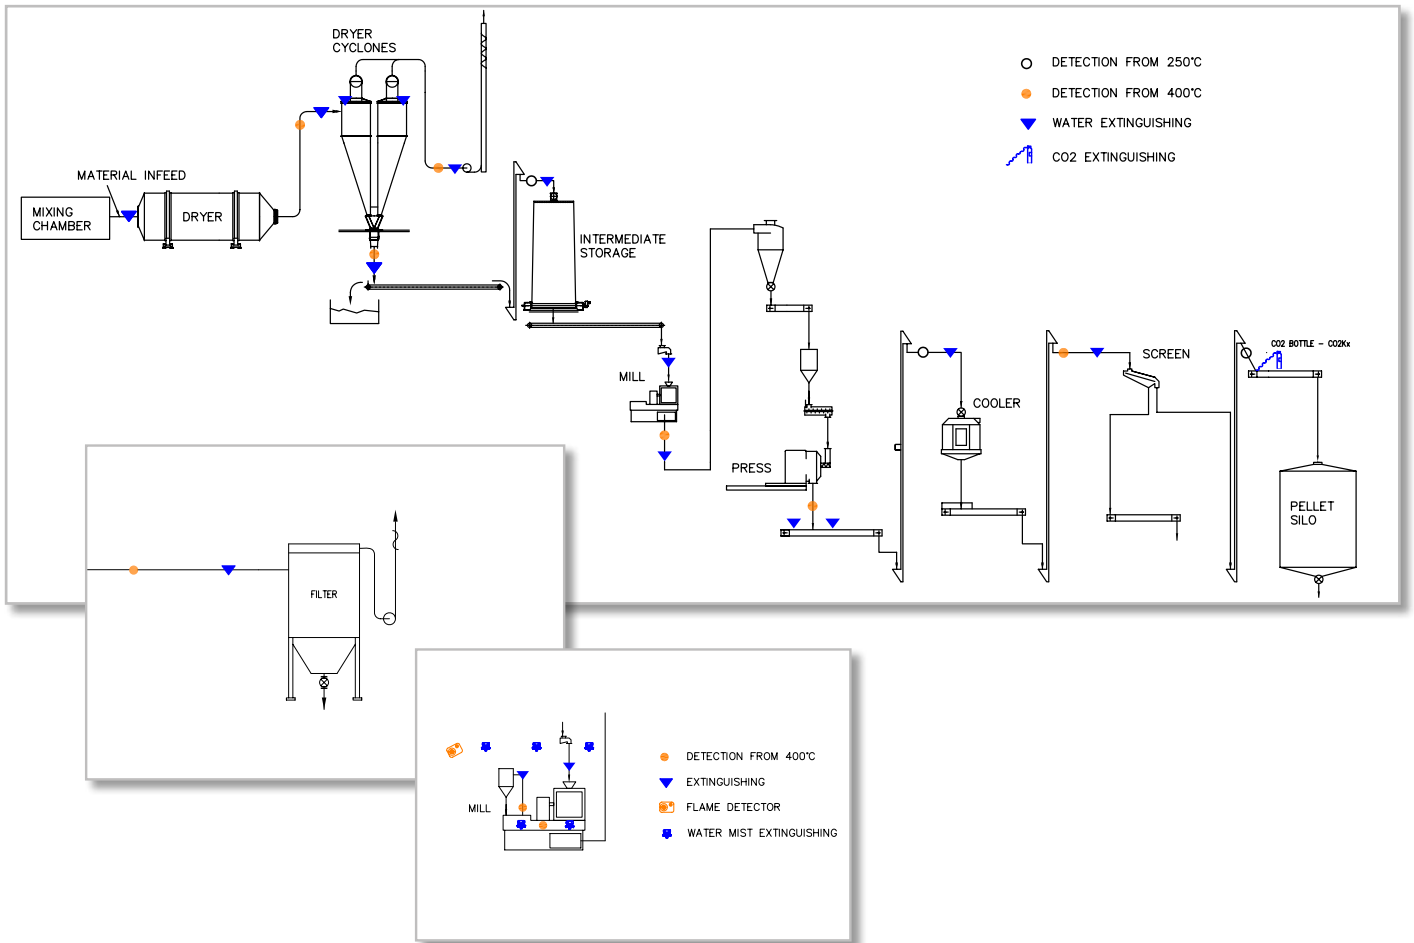 DRYER
CYCLONES
DETECTION FROM 250°C
DETECTION FROM 400°C
WATER EXTINGUISHING
CO2 EXTINGUISHING
MATERIAL INFEED
MIXING
CHAMBER
DRYER
INTERMEDIATE
STORAGE
MILL
PRESS
COOLER
SCREEN
CO2 BOTTLE - CO2Kx
PELLET
SILO
FILTER
MILL
DETECTION FROM 400°C
EXTINGUISHING
FLAME DETECTOR
WATER MIST EXTINGUISHING